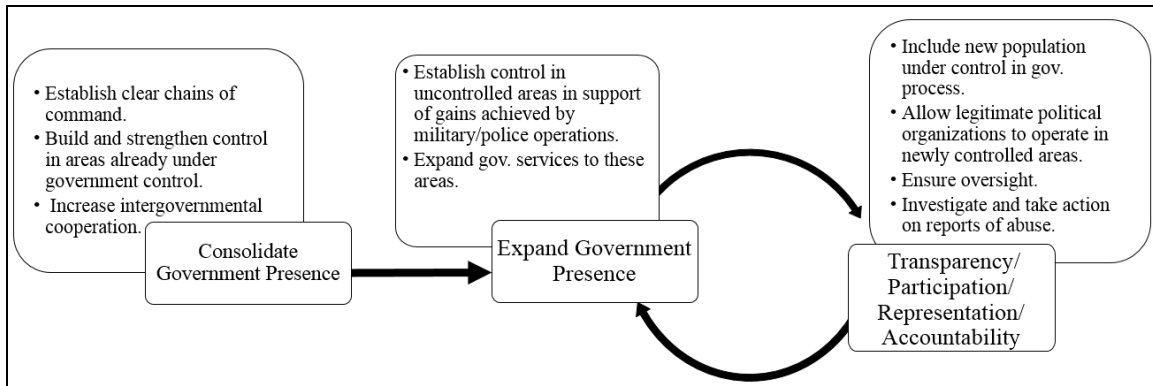 • Establish clear chains of
command.
• Build and strengthen control
in areas already under
government control.
• Increase intergovernmental
cooperation.
Consolidate
Government Presence
• Establish control in
uncontrolled areas in support
of gains achieved by
military/police operations.
• Expand gov. services to these
areas.
Expand Government
Presence
• Include new population
under control in gov.
process.
• Allow legitimate political
organizations to operate in
newly controlled areas.
• Ensure oversight.
• Investigate and take action
on reports of abuse.
Transparency/
Participation/
Representation/
Accountability